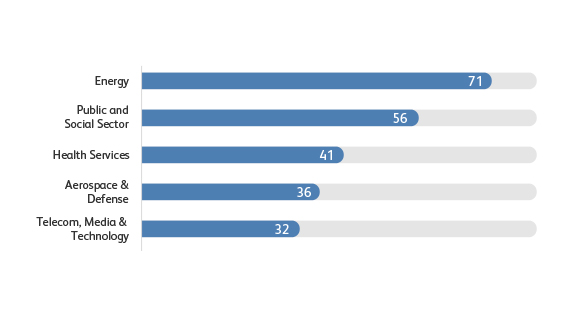 Energy
71
Public and
Social Sector
56
Health Services
41
Aerospace &
Defense
36
Telecom, Media &
Technology
32